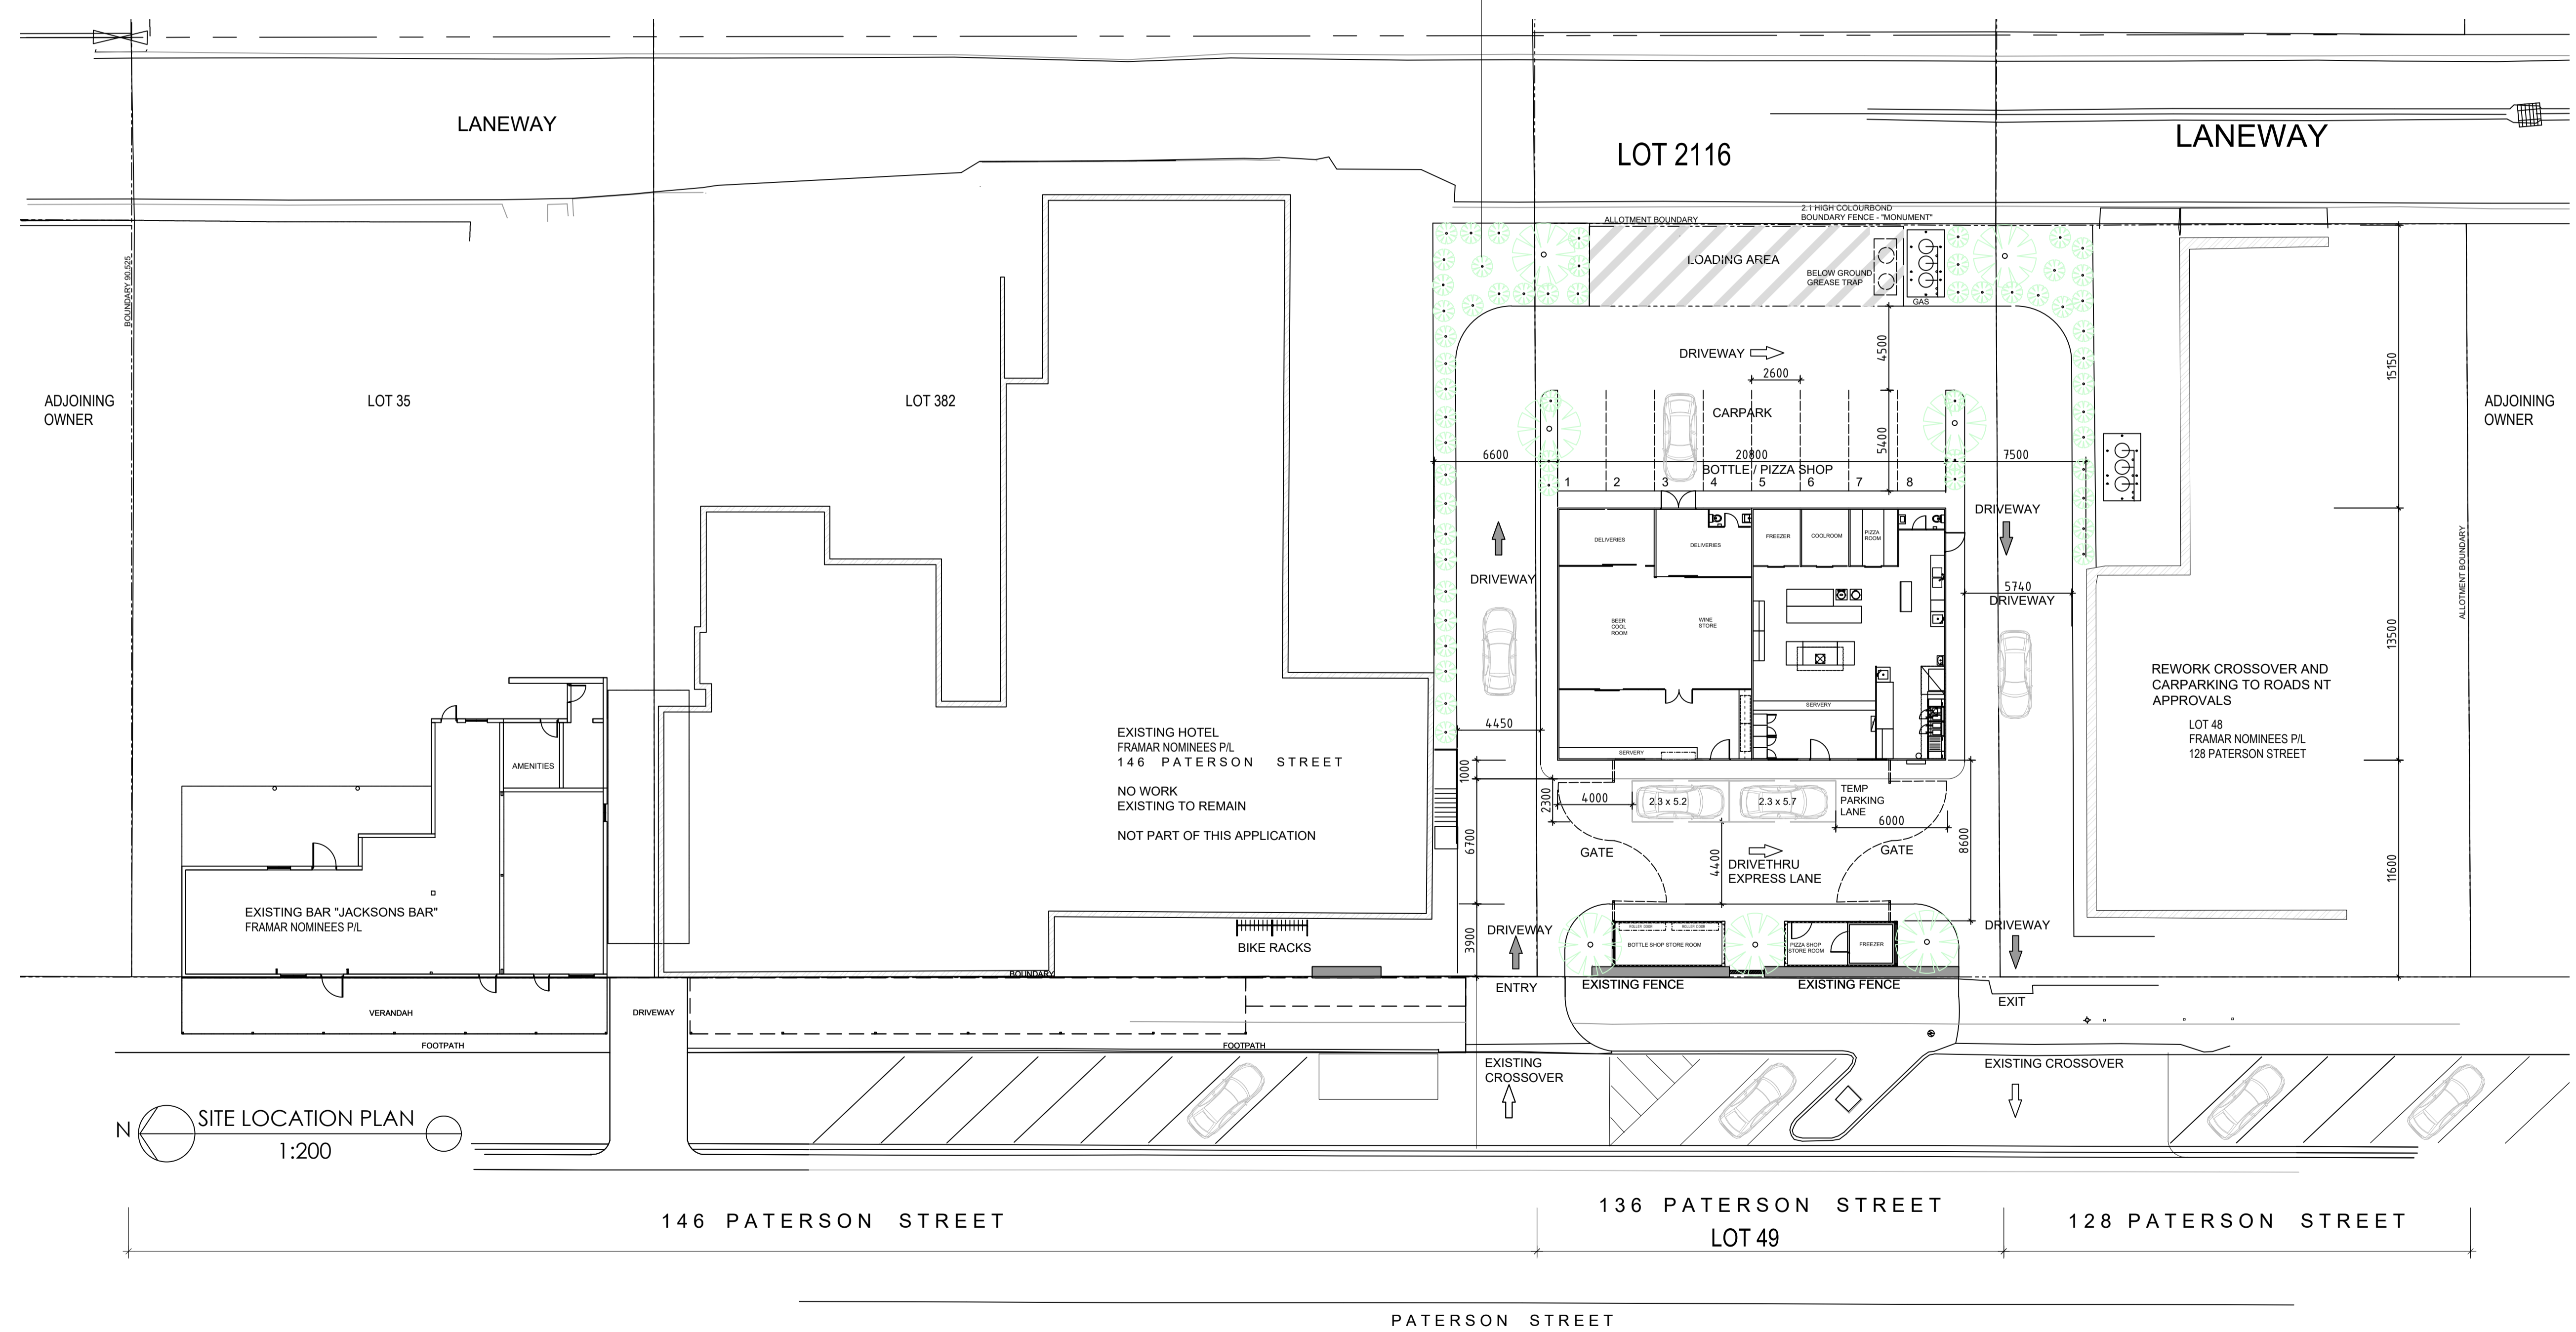 LANEWAY
LOT 2116
LANEWAY
ALLOTMENT BOUNDARY
2.1 HIGH COLOURBOND
BOUNDARY FENCE - "MONUMENT"
LOADING AREA
BELOW GROUND
GREASE TRAP
GAS
BOUNDARY 90.525
ADJOINING
OWNER
LOT 35
LOT 382
DRIVEWAY
4500
2600
CARPARK
5400
15150
ADJOINING
OWNER
6600
20800
7500
BOTTLE / PIZZA SHOP
1
2
3
4
5
6
7
8
DRIVEWAY
DELIVERIES
DELIVERIES
FREEZER
COOLROOM
PIZZA
ROOM
DRIVEWAY
5740
DRIVEWAY
ALLOTMENT BOUNDARY
BEER
COOL
ROOM
WINE
STORE
13500
REWORK CROSSOVER AND
CARPARKING TO ROADS NT
APPROVALS
LOT 48
FRAMAR NOMINEES P/L
128 PATERSON STREET
SERVERY
SERVERY
4450
EXISTING HOTEL
FRAMAR NOMINEES P/L
146 PATERSON STREET
NO WORK
EXISTING TO REMAIN
NOT PART OF THIS APPLICATION
AMENITIES
1000
2300
4000
2.3 x 5.2
2.3 x 5.7
TEMP
PARKING
LANE
6000
6700
GATE
4400
DRIVETHRU
EXPRESS LANE
GATE
8600
11600
EXISTING BAR "JACKSONS BAR"
FRAMAR NOMINEES P/L
BIKE RACKS
BOUNDARY
3900
DRIVEWAY
ROLLER DOOR
ROLLER DOOR
BOTTLE SHOP STORE ROOM
PIZZA SHOP
STORE ROOM
FREEZER
DRIVEWAY
ENTRY
EXISTING FENCE
EXISTING FENCE
EXIT
VERANDAH
DRIVEWAY
FOOTPATH
FOOTPATH
EXISTING
CROSSOVER
EXISTING CROSSOVER
N
SITE LOCATION PLAN
1:200
146 PATERSON STREET
136 PATERSON STREET
LOT 49
128 PATERSON STREET
PATERSON STREET